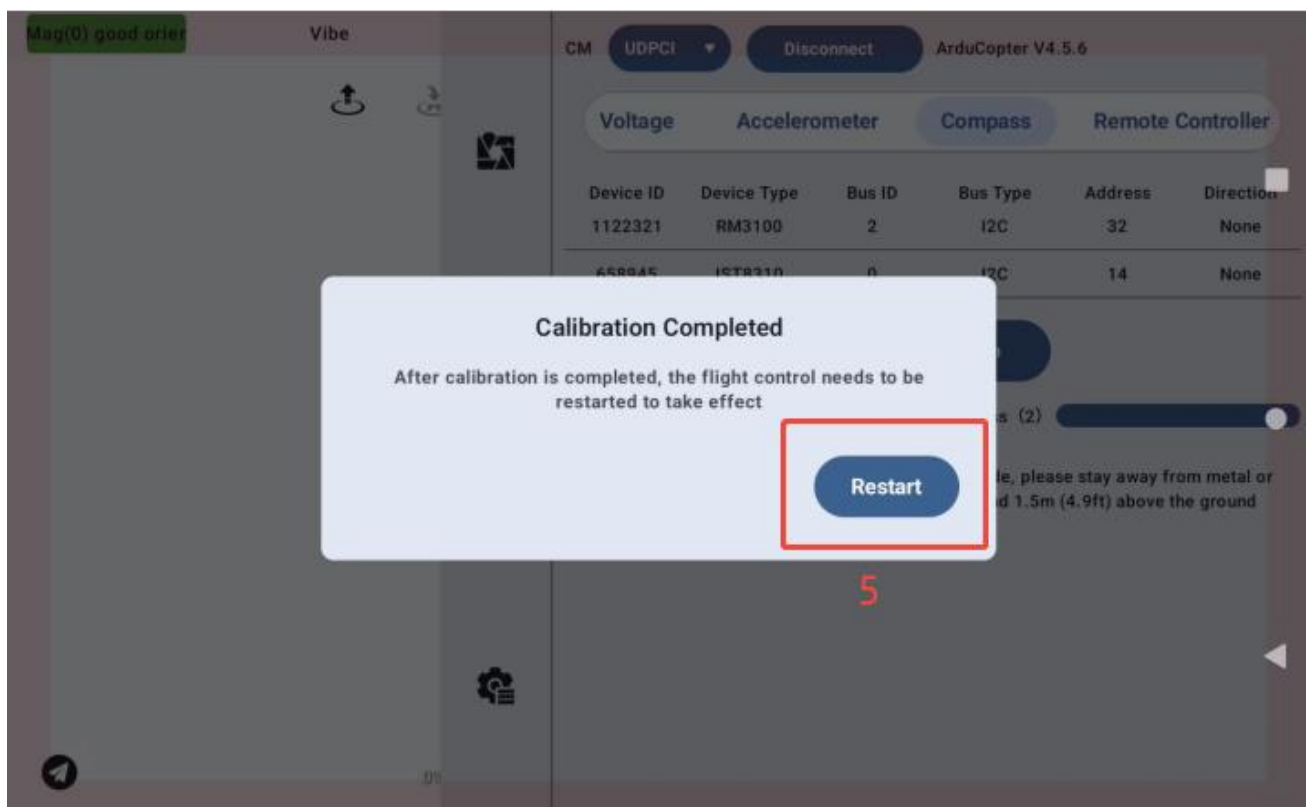 Mag(0) good orier
Vibe
CM UDPCI Disconnect ArduCopter V4.5.6
Voltage Accelerometer Compass Remote Controller
Device ID Device Type Bus ID Bus Type Address Direction
1122321 RM3100 2 I2C 32 None
658945 IST8310 0 I2C 14 None
Calibration Completed
After calibration is completed, the flight control needs to be
restarted to take effect
(2)
Restart
please stay away from metal or
1.5m (4.9ft) above the ground
5